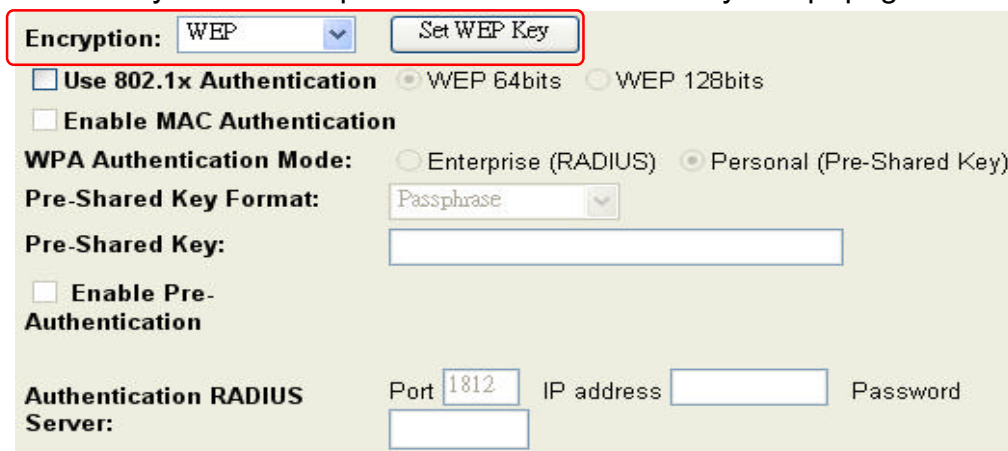 Encryption: WEP Set WEP Key
Use 802.1x Authentication WEP 64bits WEP 128bits
Enable MAC Authentication
WPA Authentication Mode: Enterprise (RADIUS) Personal (Pre-Shared Key)
Pre-Shared Key Format: Passphrase
Pre-Shared Key:
Enable Pre-
Authentication
Authentication RADIUS Port 1812 IP address Password
Server: